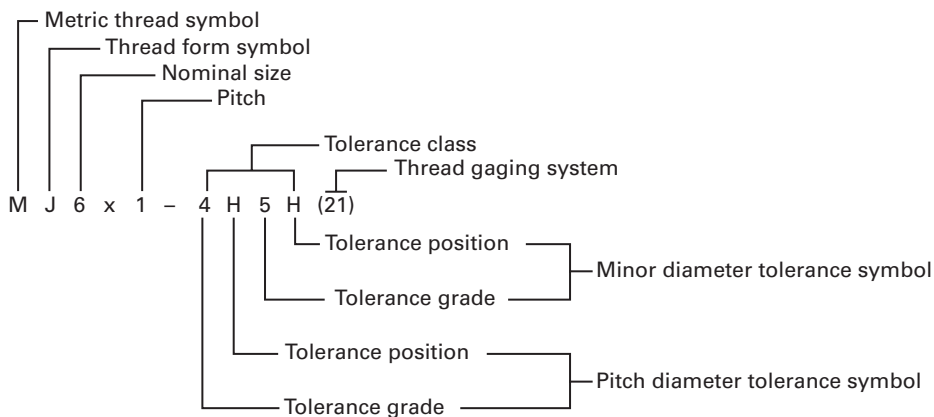 Metric thread symbol
Thread form symbol
Nominal size
Pitch
Tolerance class
Thread gaging system
M J 6 x 1 – 4 H 5 H (21)
Tolerance position
Minor diameter tolerance symbol
Tolerance grade
Tolerance position
Pitch diameter tolerance symbol
Tolerance grade